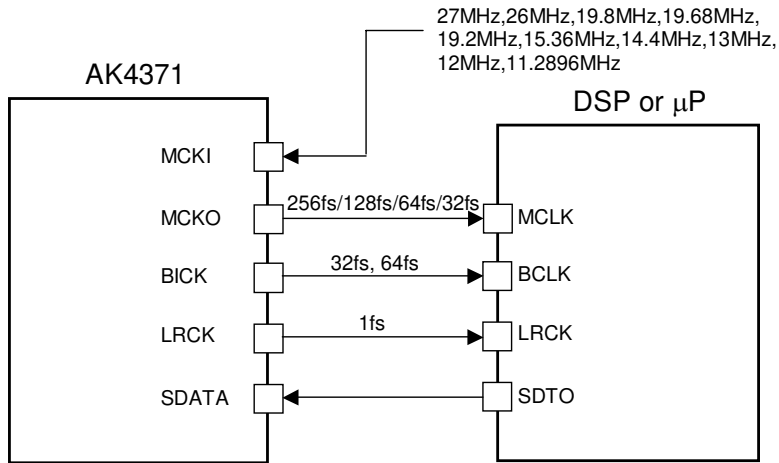 27MHz,26MHz,19.8MHz,19.68MHz,
19.2MHz,15.36MHz,14.4MHz,13MHz,
12MHz,11.2896MHz
AK4371
DSP or μP
MCKI
MCKO
256fs/128fs/64fs/32fs
MCLK
BICK
32fs, 64fs
BCLK
LRCK
1fs
LRCK
SDATA
SDTO